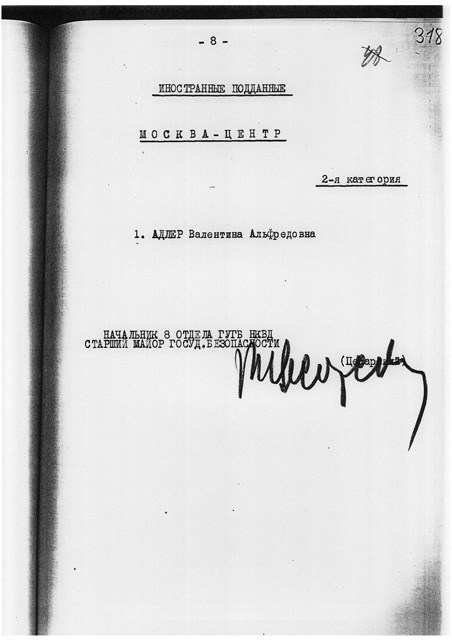 - 8 -
318
ИНОСТРАННЫЕ ПОДДАННЫЕ
МОСКВА-ЦЕНТР
2-я категория
1. АДЛЕР Валентина Альфредовна
НАЧАЛЬНИК 8 ОТДЕЛА ГУГБ НКВД
СТАРШИЙ МАЙОР ГОСУД.БЕЗОПАСНОСТИ
(Цесарский)